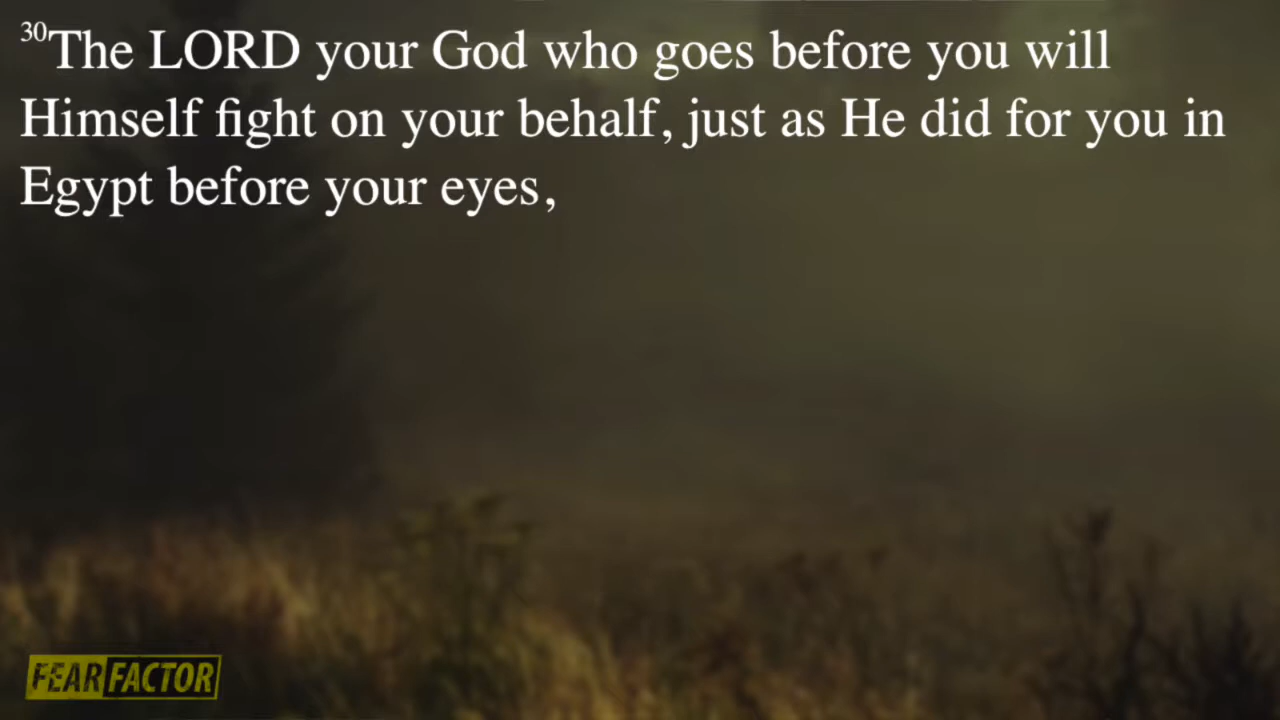 30The LORD your God who goes before you will
Himself fight on your behalf, just as He did for you in
Egypt before your eyes,
FEAR FACTOR